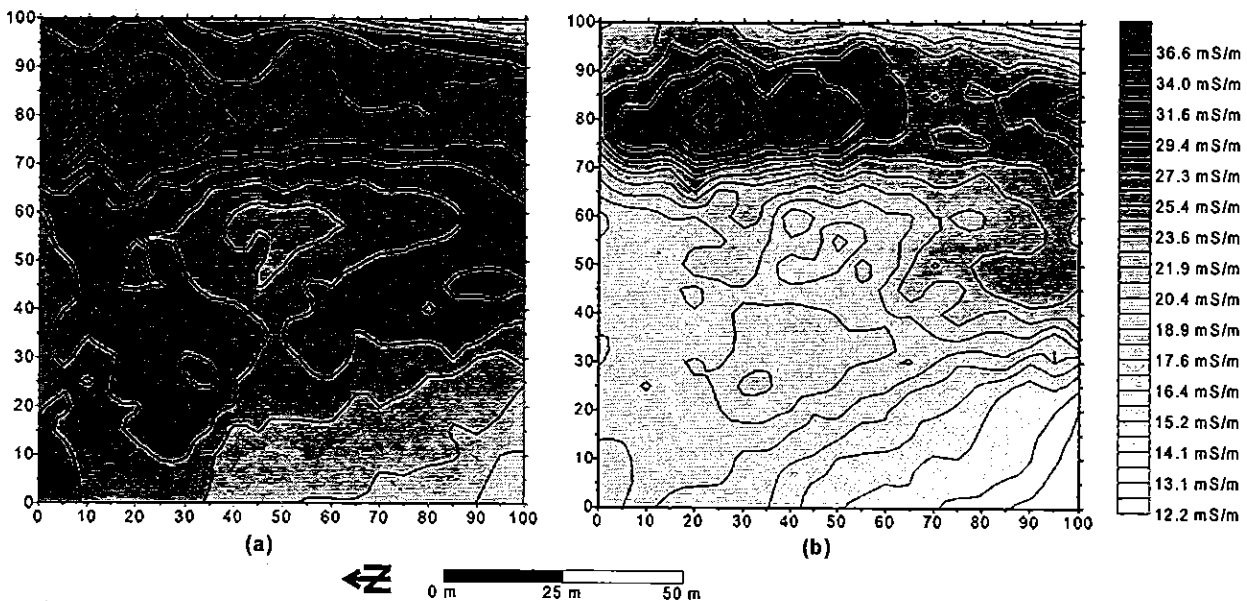 100
90
80
70
60
50
40
30
20
10
0
0 10 20 30 40 50 60 70 80 90 100
(a)
100
90
80
70
60
50
40
30
20
10
0
0 10 20 30 40 50 60 70 80 90 100
(b)
36.6 mS/m
34.0 mS/m
31.6 mS/m
29.4 mS/m
27.3 mS/m
25.4 mS/m
23.6 mS/m
21.9 mS/m
20.4 mS/m
18.9 mS/m
17.6 mS/m
16.4 mS/m
15.2 mS/m
14.1 mS/m
13.1 mS/m
12.2 mS/m
N
0 m 25 m 50 m